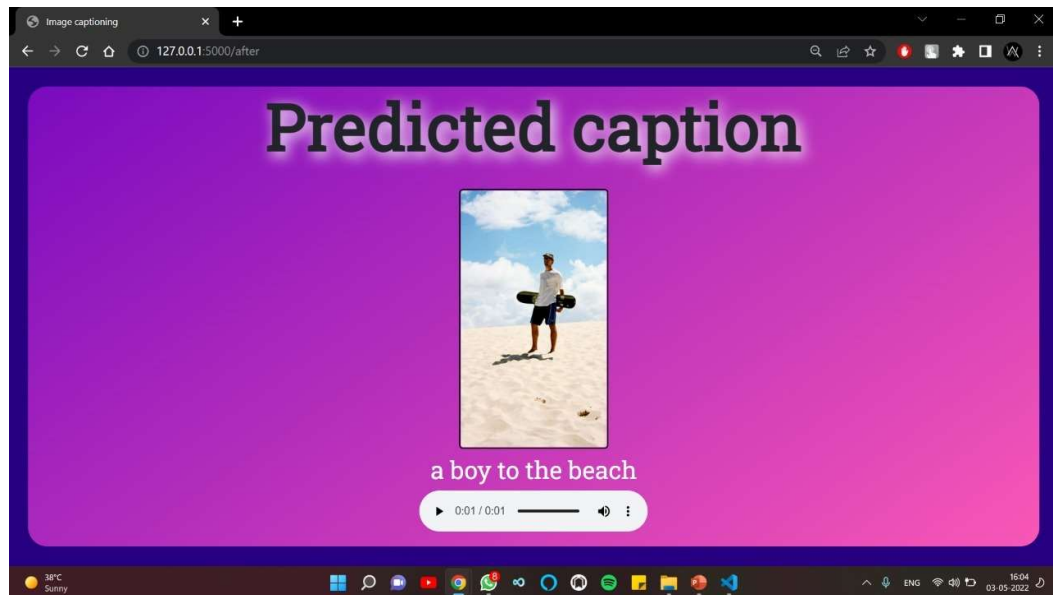 Image captioning
127.0.0.1:5000/after
Predicted caption
a boy to the beach
0:01 / 0:01
38°C
Sunny
8
ENG
16:04
03-05-2022